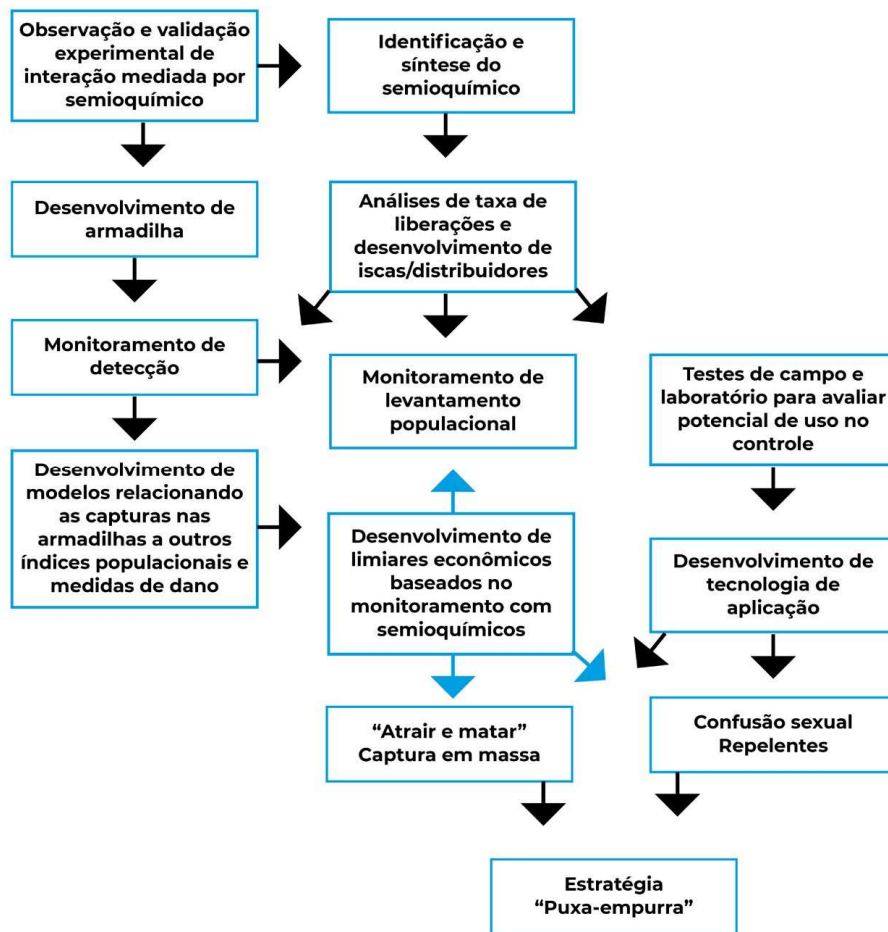 Observação e validação
experimental de
interação mediada por
semioquímico
Identificação e
síntese do
semioquímico
Desenvolvimento de
armadilha
Análises de taxa de
liberações e
desenvolvimento de
iscas/distribuidores
Monitoramento de
detecção
Monitoramento de
levantamento
populacional
Testes de campo e
laboratório para avaliar
potencial de uso no
controle
Desenvolvimento de
modelos relacionando
as capturas nas
armadilhas a outros
índices populacionais e
medidas de dano
Desenvolvimento de
limiares econômicos
baseados no
monitoramento com
semioquímicos
Desenvolvimento de
tecnologia de
aplicação
“Atrair e matar”
Captura em massa
Confusão sexual
Repelentes
Estratégia
“Puxa-empurra”